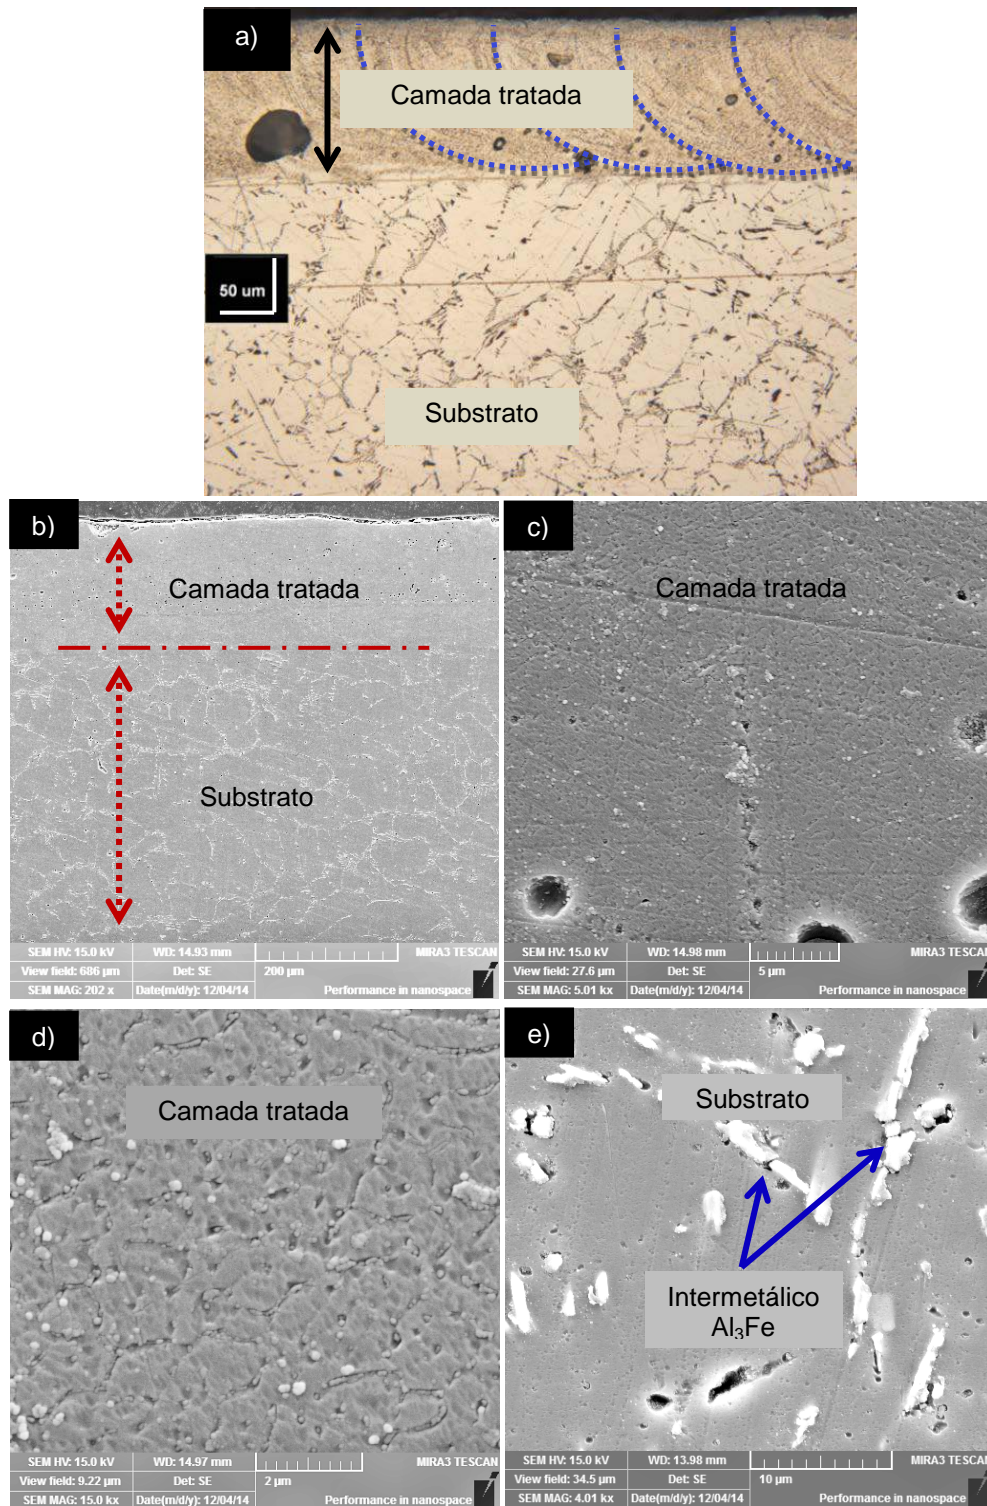 a)
Camada tratada
50 um
Substrato
b)
Camada tratada
Substrato
SEM HV: 15.0 kV WD: 14.93 mm MIRA3 TESCAN
View field: 686 µm Det: SE 200 µm
SEM MAG: 202 x Date(m/d/y): 12/04/14 Performance in nanospace
c)
Camada tratada
SEM HV: 15.0 kV WD: 14.98 mm MIRA3 TESCAN
View field: 27.6 µm Det: SE 5 µm
SEM MAG: 5.01 kx Date(m/d/y): 12/04/14 Performance in nanospace
d)
Camada tratada
SEM HV: 15.0 kV WD: 14.97 mm MIRA3 TESCAN
View field: 9.22 µm Det: SE 2 µm
SEM MAG: 15.0 kx Date(m/d/y): 12/04/14 Performance in nanospace
e)
Substrato
Intermetálico
Al₃Fe
SEM HV: 15.0 kV WD: 13.98 mm MIRA3 TESCAN
View field: 34.5 µm Det: SE 10 µm
SEM MAG: 4.01 kx Date(m/d/y): 12/04/14 Performance in nanospace